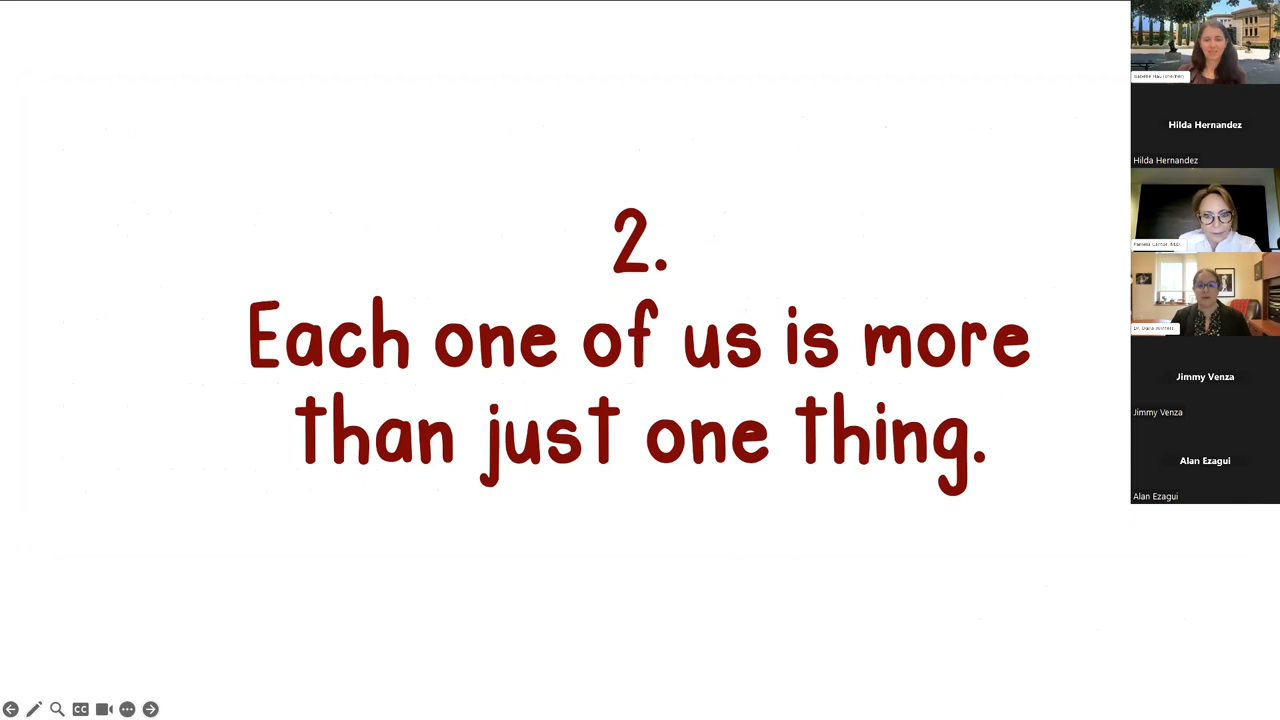 2.
Each one of us is more
than just one thing.
Hilda Hernandez
Hilda Hernandez
Jimmy Venza
Jimmy Venza
Alan Ezagui
Alan Ezagui
CC